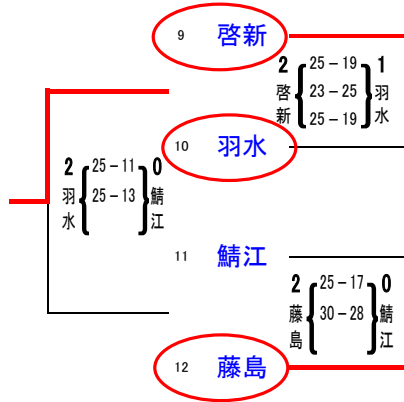 9 啓新
2 25－19 1
啓新 23－25 羽水
25－19
10 羽水
2 25－11 0
羽水 25－13 鯖江
11 鯖江
2 25－17 0
藤島 30－28 鯖江
12 藤島